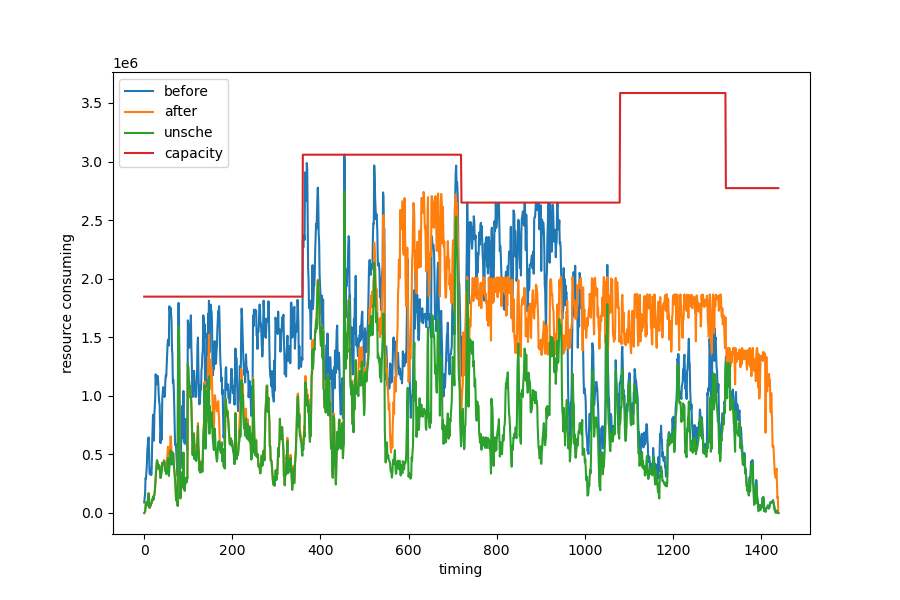 1e6
before
after
unsche
capacity
3.5
3.0
2.5
2.0
1.5
1.0
0.5
0.0
resource consuming
0 200 400 600 800 1000 1200 1400
timing